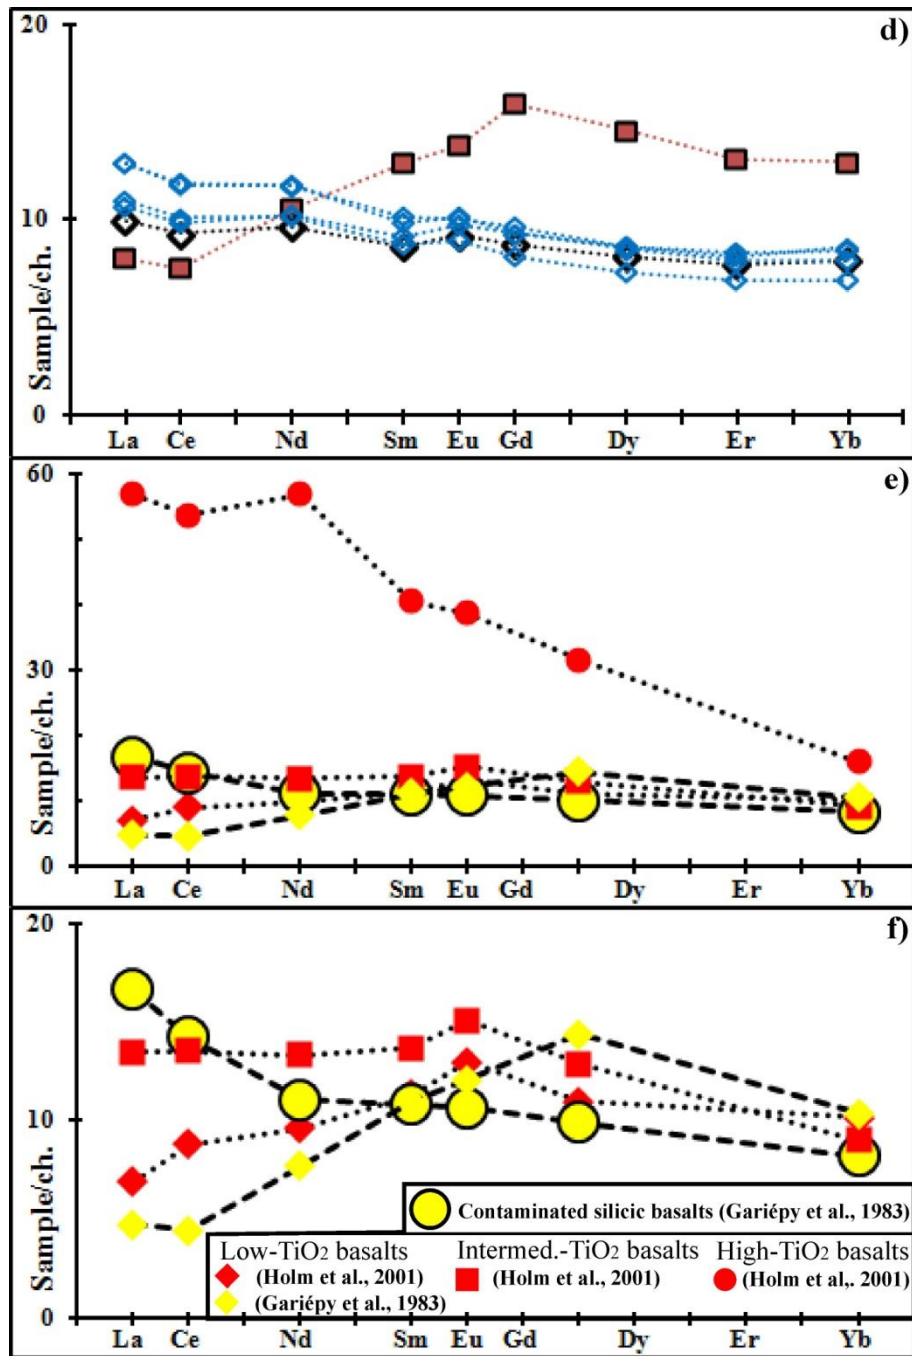 d)
20
10
0
Sample/ch.
La Ce Nd Sm Eu Gd Dy Er Yb
e)
60
30
0
Sample/ch.
La Ce Nd Sm Eu Gd Dy Er Yb
f)
20
10
0
Sample/ch.
Contaminated silicic basalts (Gariépy et al., 1983)
Low-TiO2 basalts Intermed.-TiO2 basalts High-TiO2 basalts
(Holm et al., 2001) (Holm et al., 2001) (Holm et al,. 2001)
(Gariépy et al., 1983)
La Ce Nd Sm Eu Gd Dy Er Yb